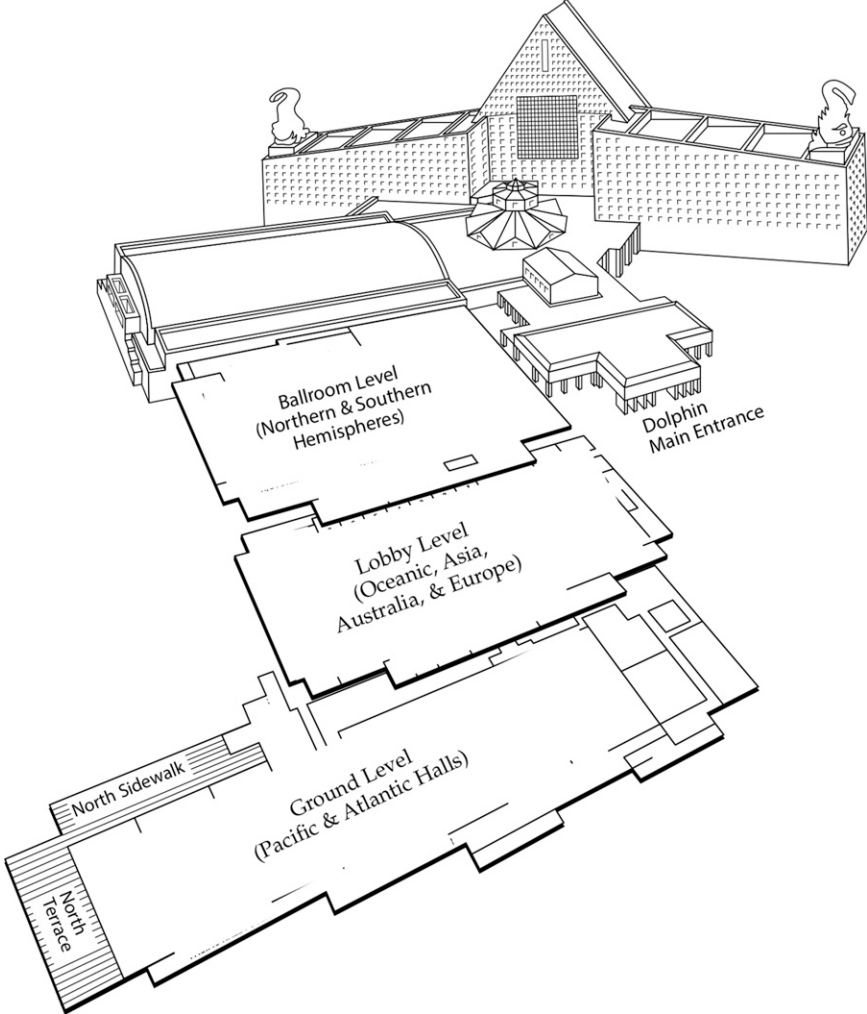 Ballroom Level
(Northern & Southern
Hemispheres)
Dolphin
Main Entrance
Lobby Level
(Oceanic, Asia,
Australia, & Europe)
North Sidewalk
Ground Level
(Pacific & Atlantic Halls)
North
Terrace